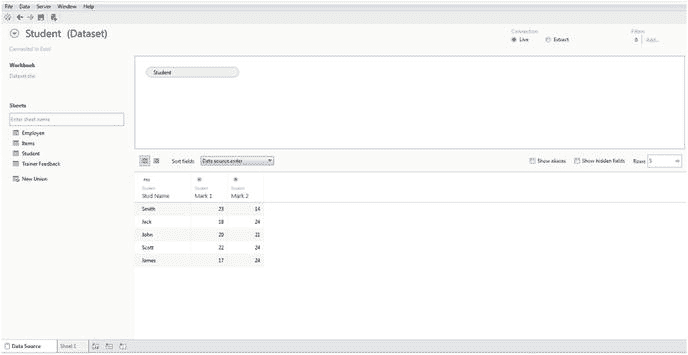 File Data Server Window Help
Student (Dataset)
Connection
Live Extract
Filters
0 Add...
Connected to Excel
Workbook
Dataset.xlsx
Student
Sheets
Enter sheet name
Employee
Items
Student
Trainer Feedback
New Union
Sort fields Data source order
Show aliases Show hidden fields Rows 5
Abc
Student Student Student
Stud Name Mark 1 Mark 2
Smith 23 14
Jack 18 24
John 20 21
Scott 22 24
James 17 24
Data Source Sheet 1